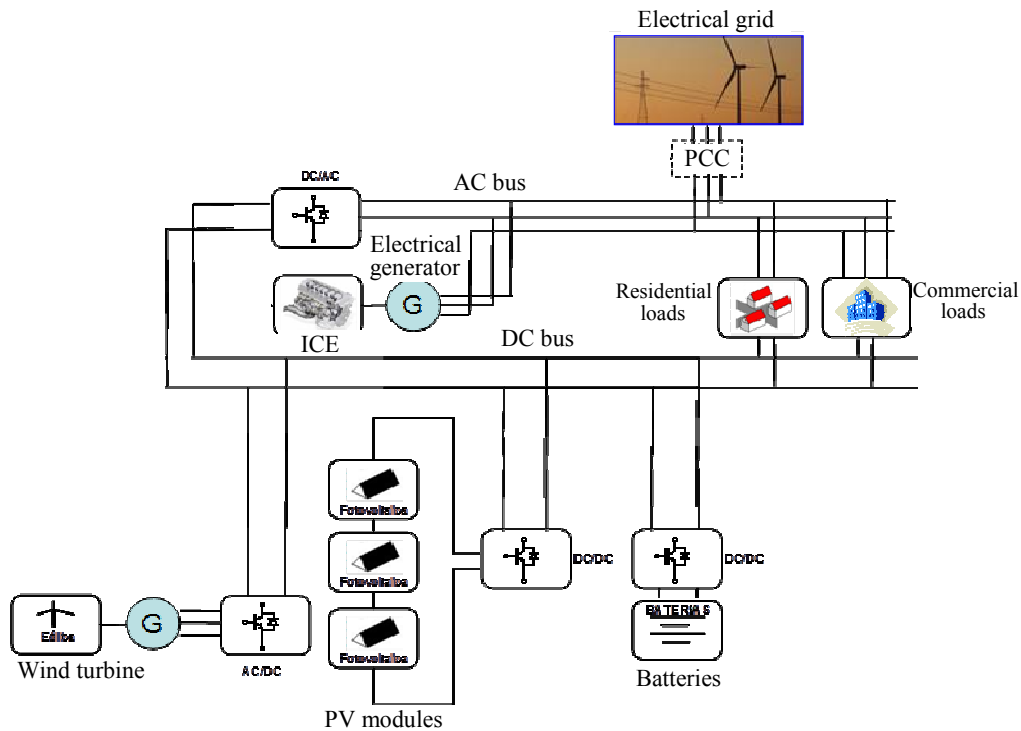 Electrical grid
PCC
DC/AC
AC bus
Electrical
generator
G
ICE
Residential
loads
Commercial
loads
DC bus
Fotovoltaica
Fotovoltaica
Fotovoltaica
DC/DC
DC/DC
BATERIAS
Batteries
Eólica
G
AC/DC
Wind turbine
PV modules